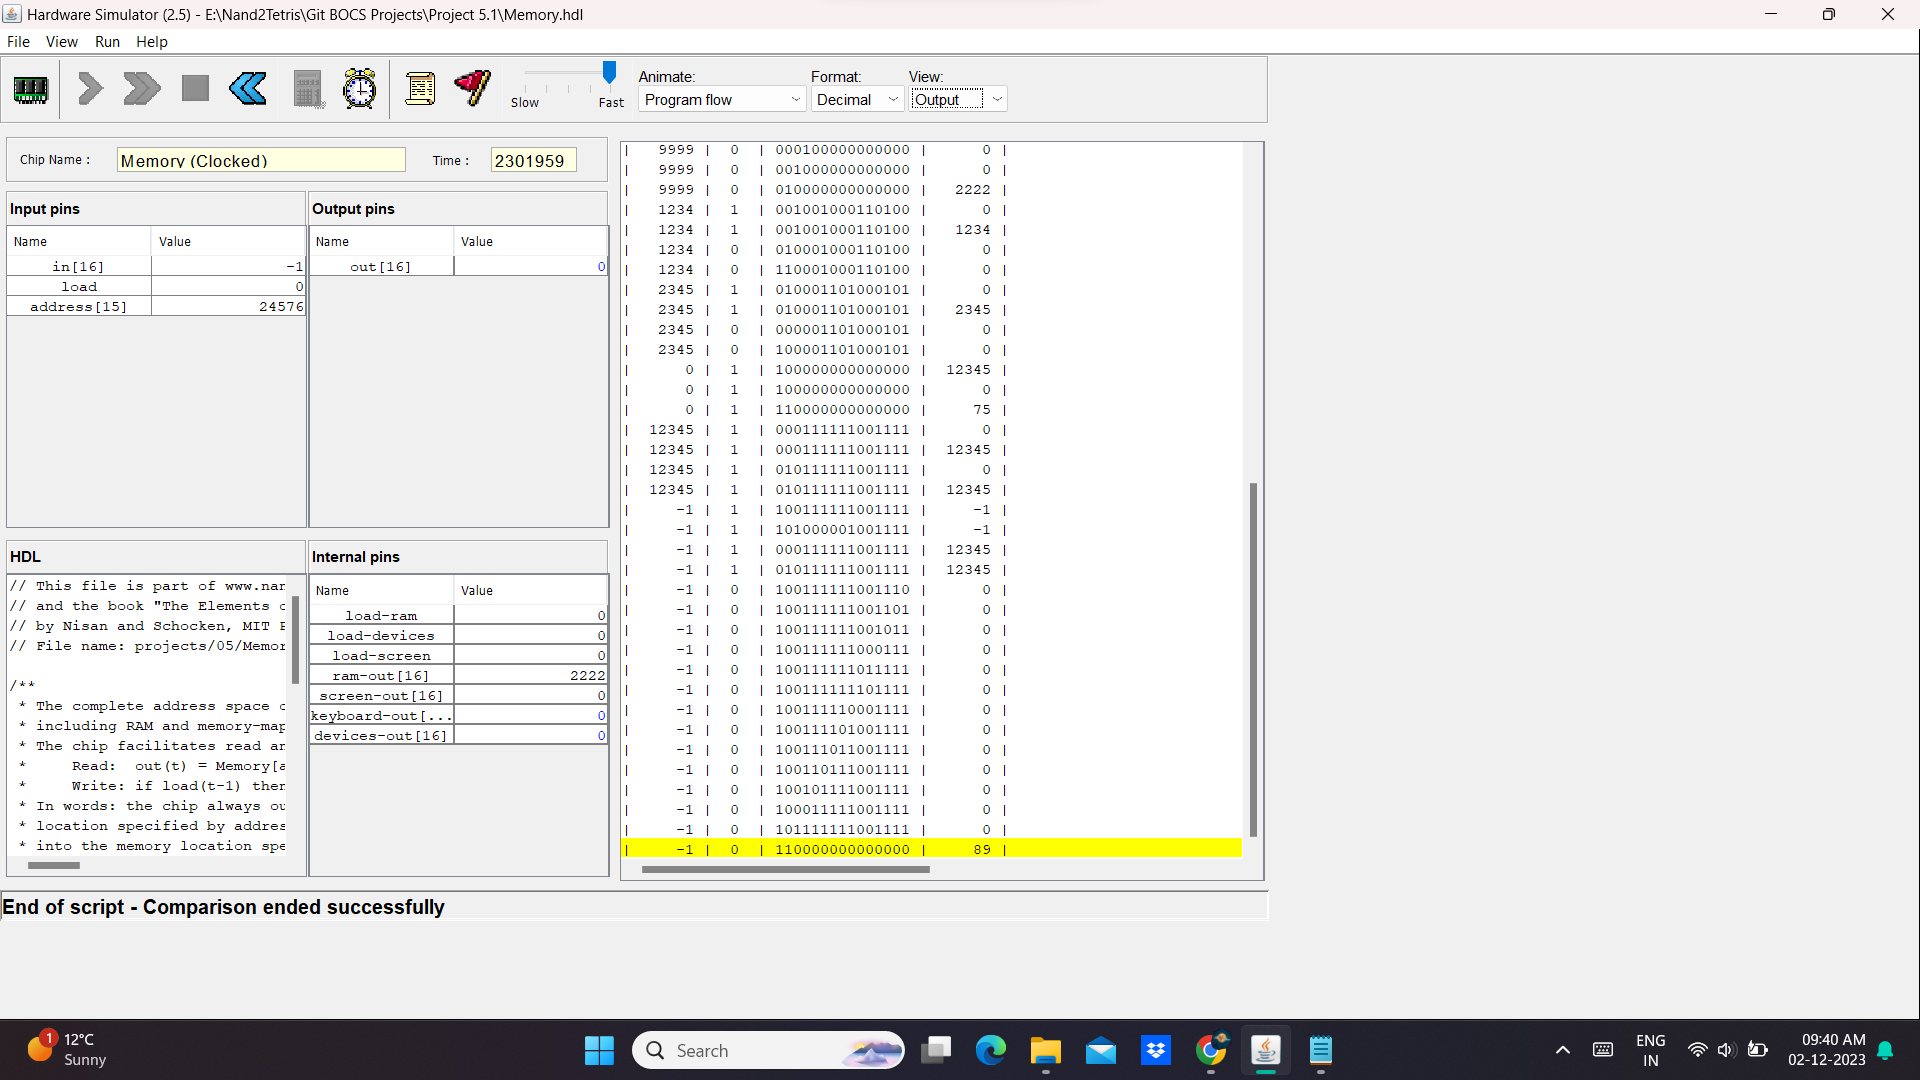 Hardware Simulator (2.5) - E:\Nand2Tetris\Git BOCS Projects\Project 5.1\Memory.hdl
File View Run Help
Slow Fast
Animate: Format: View:
Program flow Decimal Output
Chip Name : Memory (Clocked) Time : 2301959
Input pins
Name Value
in[16] -1
load 0
address[15] 24576
Output pins
Name Value
out[16] 0
HDL
// This file is part of www.nan
// and the book "The Elements o
// by Nisan and Schocken, MIT P
// File name: projects/05/Memor
/**
* The complete address space o
* including RAM and memory-map
* The chip facilitates read an
* Read: out(t) = Memory[a
* Write: if load(t-1) then
* In words: the chip always ou
* location specified by addres
* into the memory location spe
Internal pins
Name Value
load-ram 0
load-devices 0
load-screen 0
ram-out[16] 2222
screen-out[16] 0
keyboard-out[... 0
devices-out[16] 0
| 9999 | 0 | 000100000000000 | 0 |
| 9999 | 0 | 001000000000000 | 0 |
| 9999 | 0 | 010000000000000 | 2222 |
| 1234 | 1 | 001001000110100 | 0 |
| 1234 | 1 | 001001000110100 | 1234 |
| 1234 | 0 | 010001000110100 | 0 |
| 1234 | 0 | 110001000110100 | 0 |
| 2345 | 1 | 010001101000101 | 0 |
| 2345 | 1 | 010001101000101 | 2345 |
| 2345 | 0 | 000001101000101 | 0 |
| 2345 | 0 | 100001101000101 | 0 |
| 0 | 1 | 100000000000000 | 12345 |
| 0 | 1 | 100000000000000 | 0 |
| 0 | 1 | 110000000000000 | 75 |
| 12345 | 1 | 000111111001111 | 0 |
| 12345 | 1 | 000111111001111 | 12345 |
| 12345 | 1 | 010111111001111 | 0 |
| 12345 | 1 | 010111111001111 | 12345 |
| -1 | 1 | 100111111001111 | -1 |
| -1 | 1 | 101000001001111 | -1 |
| -1 | 1 | 000111111001111 | 12345 |
| -1 | 1 | 010111111001111 | 12345 |
| -1 | 0 | 100111111001110 | 0 |
| -1 | 0 | 100111111001101 | 0 |
| -1 | 0 | 100111111001011 | 0 |
| -1 | 0 | 100111111000111 | 0 |
| -1 | 0 | 100111111011111 | 0 |
| -1 | 0 | 100111111101111 | 0 |
| -1 | 0 | 100111110001111 | 0 |
| -1 | 0 | 100111101001111 | 0 |
| -1 | 0 | 100111011001111 | 0 |
| -1 | 0 | 100110111001111 | 0 |
| -1 | 0 | 100101111001111 | 0 |
| -1 | 0 | 100011111001111 | 0 |
| -1 | 0 | 101111111001111 | 0 |
| -1 | 0 | 110000000000000 | 89 |
End of script - Comparison ended successfully
1
12°C
Sunny
Search
ENG
IN
09:40 AM
02-12-2023